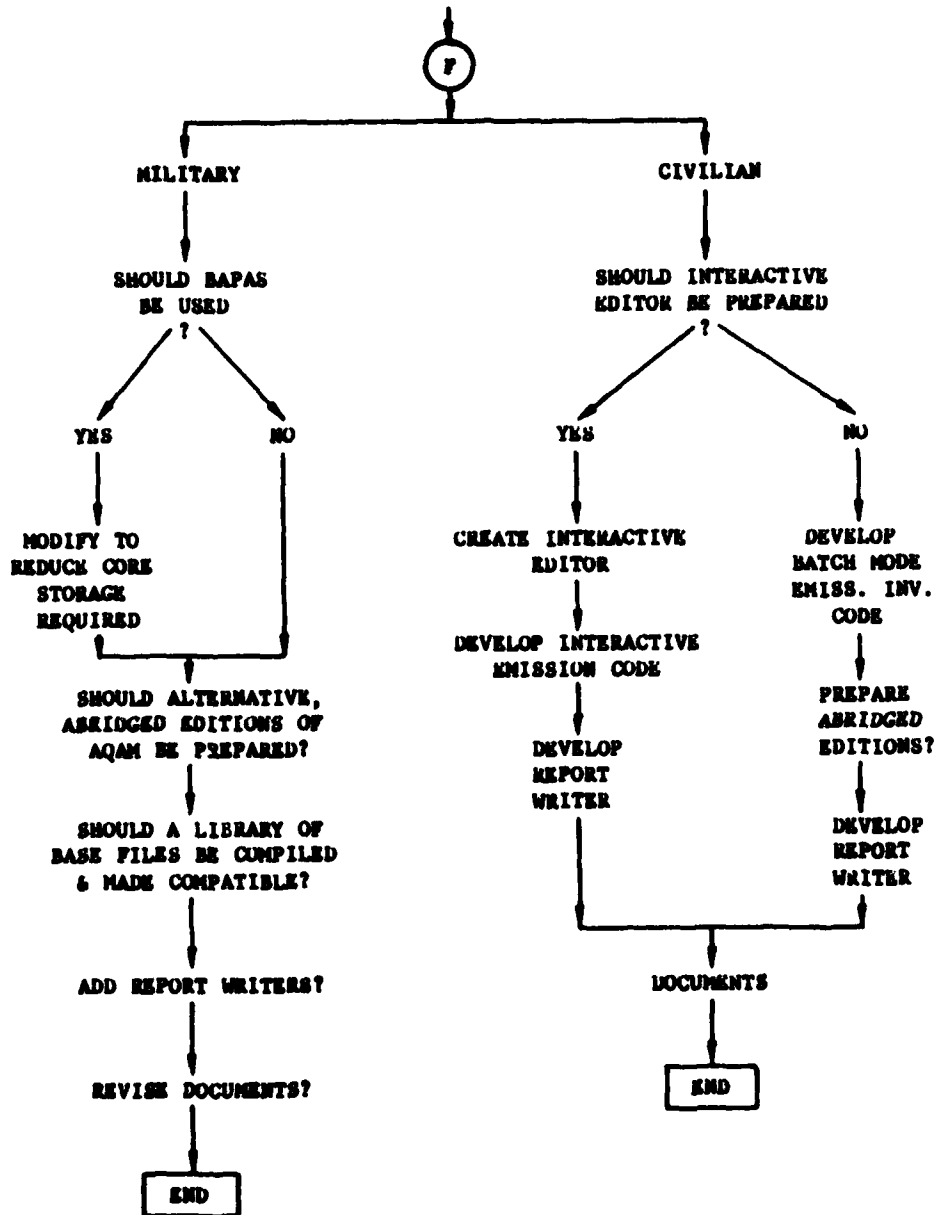 F
MILITARY
SHOULD BAPAS
BE USED
?
YES
NO
MODIFY TO
REDUCE CORE
STORAGE
REQUIRED
SHOULD ALTERNATIVE,
ABRIDGED EDITIONS OF
AQAM BE PREPARED?
SHOULD A LIBRARY OF
BASE FILES BE COMPILED
& MADE COMPATIBLE?
ADD REPORT WRITERS?
REVISE DOCUMENTS?
END
CIVILIAN
SHOULD INTERACTIVE
EDITOR BE PREPARED
?
YES
NO
CREATE INTERACTIVE
EDITOR
DEVELOP INTERACTIVE
EMISSION CODE
DEVELOP
REPORT
WRITER
DEVELOP
BATCH MODE
EMISS. INV.
CODE
PREPARE
ABRIDGED
EDITIONS?
DEVELOP
REPORT
WRITER
DOCUMENTS
END